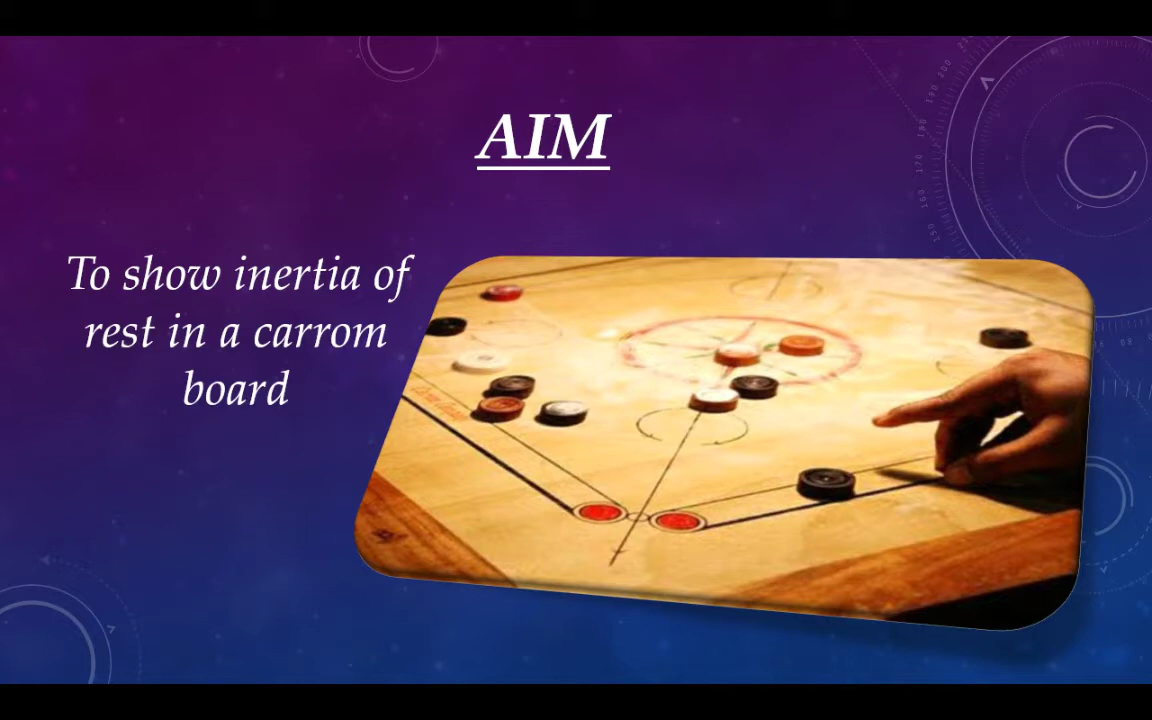 AIM
To show inertia of
rest in a carrom
board